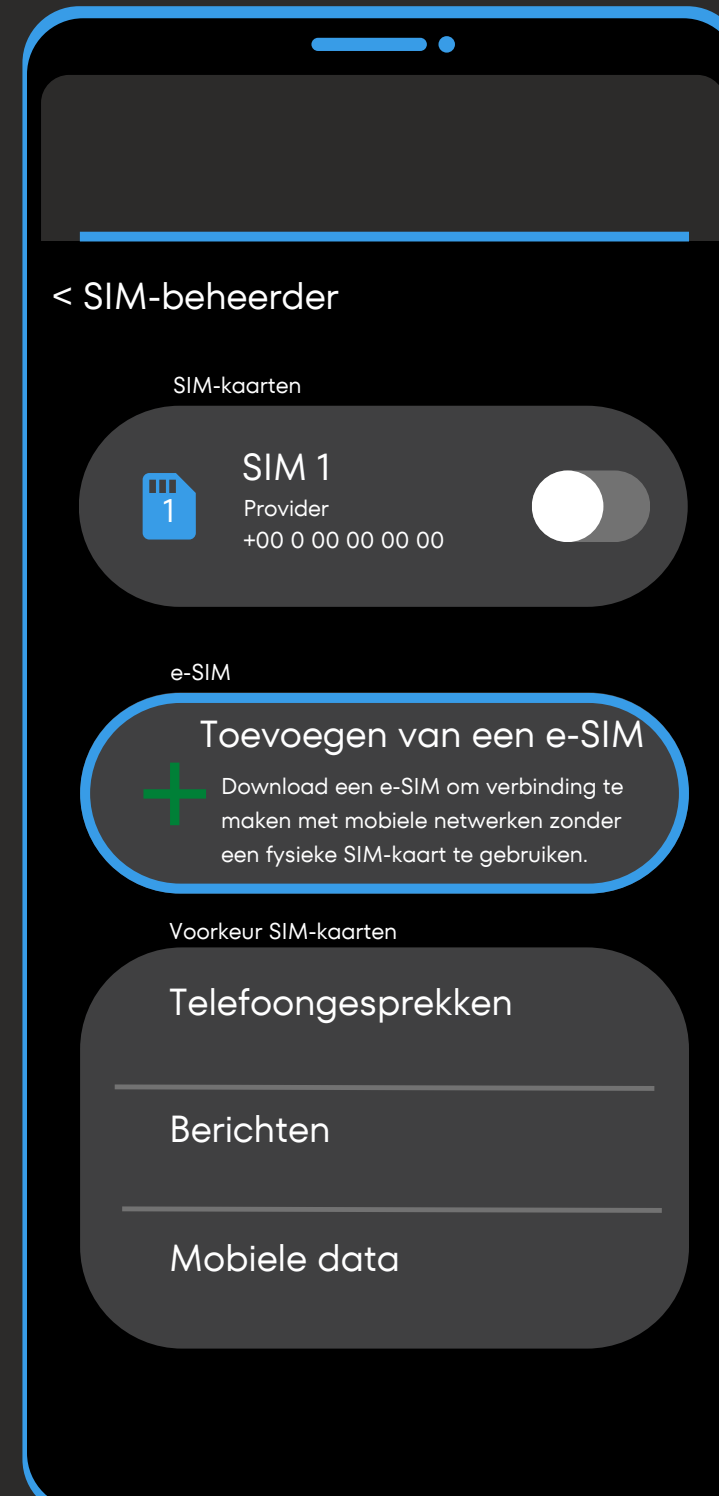 < SIM-beheerder
SIM-kaarten
SIM 1
1
Provider
+00 0 00 00 00 00
e-SIM
Toevoegen van een e-SIM
Download een e-SIM om verbinding te
maken met mobiele netwerken zonder
een fysieke SIM-kaart te gebruiken.
Voorkeur SIM-kaarten
Telefoongesprekken
Berichten
Mobiele data